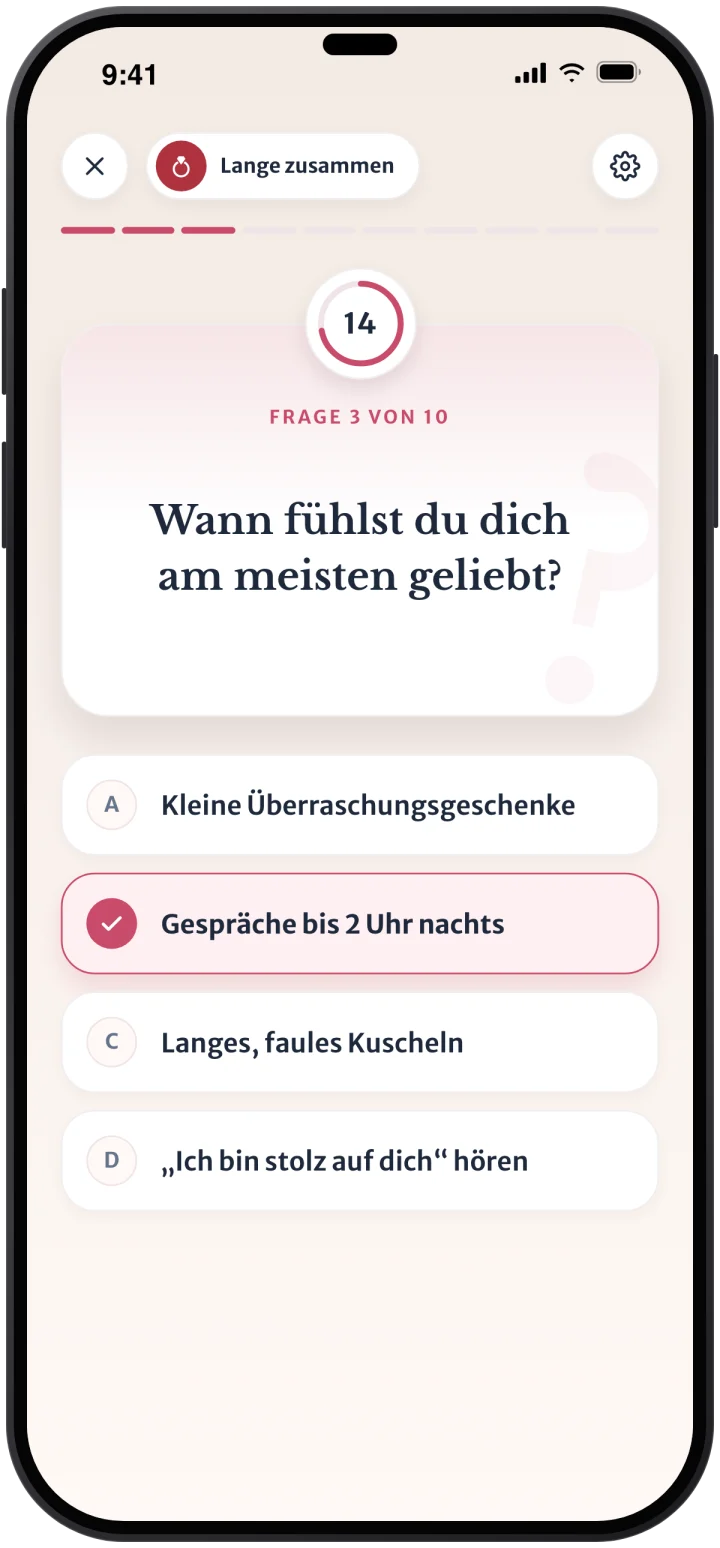 9:41
Lange zusammen
14
FRAGE 3 VON 10
Wann fühlst du dich
am meisten geliebt?
?
A
Kleine Überraschungsgeschenke
Gespräche bis 2 Uhr nachts
C
Langes, faules Kuscheln
D
„Ich bin stolz auf dich“ hören